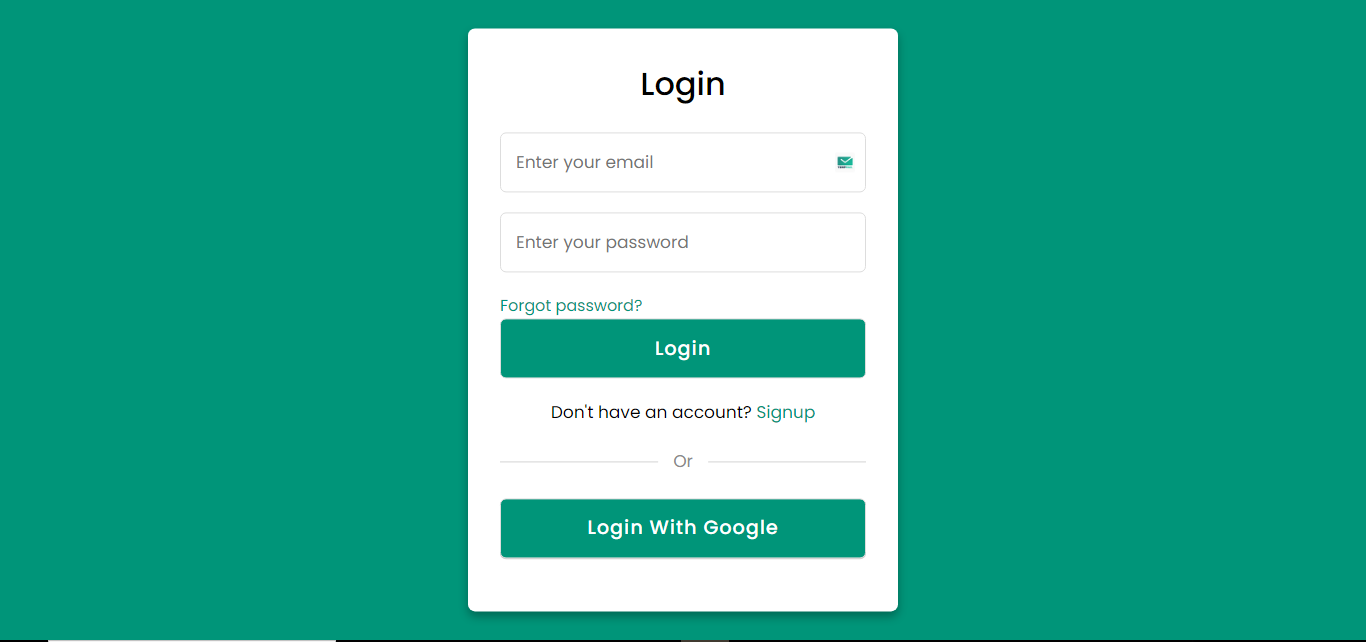 Login
Enter your email
Enter your password
Forgot password?
Login
Don't have an account? Signup
Or
Login With Google